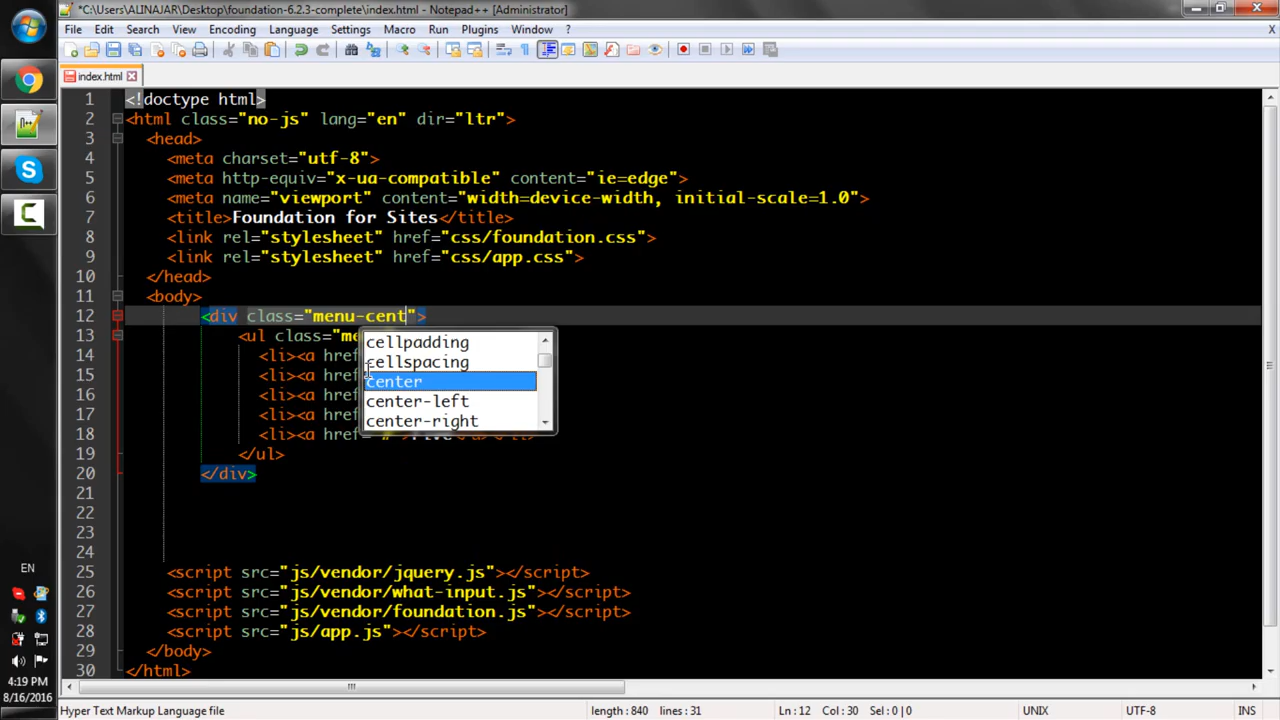 *C:\Users\ALINAJAR\Desktop\foundation-6.2.3-complete\index.html - Notepad++ [Administrator]
File Edit Search View Encoding Language Settings Macro Run Plugins Window ? X
index.html
1 <!doctype html>
2 <html class="no-js" lang="en" dir="ltr">
3 <head>
4 <meta charset="utf-8">
5 <meta http-equiv="x-ua-compatible" content="ie=edge">
6 <meta name="viewport" content="width=device-width, initial-scale=1.0">
7 <title>Foundation for Sites</title>
8 <link rel="stylesheet" href="css/foundation.css">
9 <link rel="stylesheet" href="css/app.css">
10 </head>
11 <body>
12 <div class="menu-cent">
13 <ul class="me
14 <li><a href
15 <li><a href
16 <li><a href
17 <li><a href
18 <li><a href
19 </ul>
20 </div>
21
22
23
24
25 <script src="js/vendor/jquery.js"></script>
26 <script src="js/vendor/what-input.js"></script>
27 <script src="js/vendor/foundation.js"></script>
28 <script src="js/app.js"></script>
29 </body>
30 </html>
cellpadding
cellspacing
center
center-left
center-right
EN
4:19 PM
8/16/2016
Hyper Text Markup Language file length : 840 lines : 31 Ln : 12 Col : 30 Sel : 0 | 0 UNIX UTF-8 INS